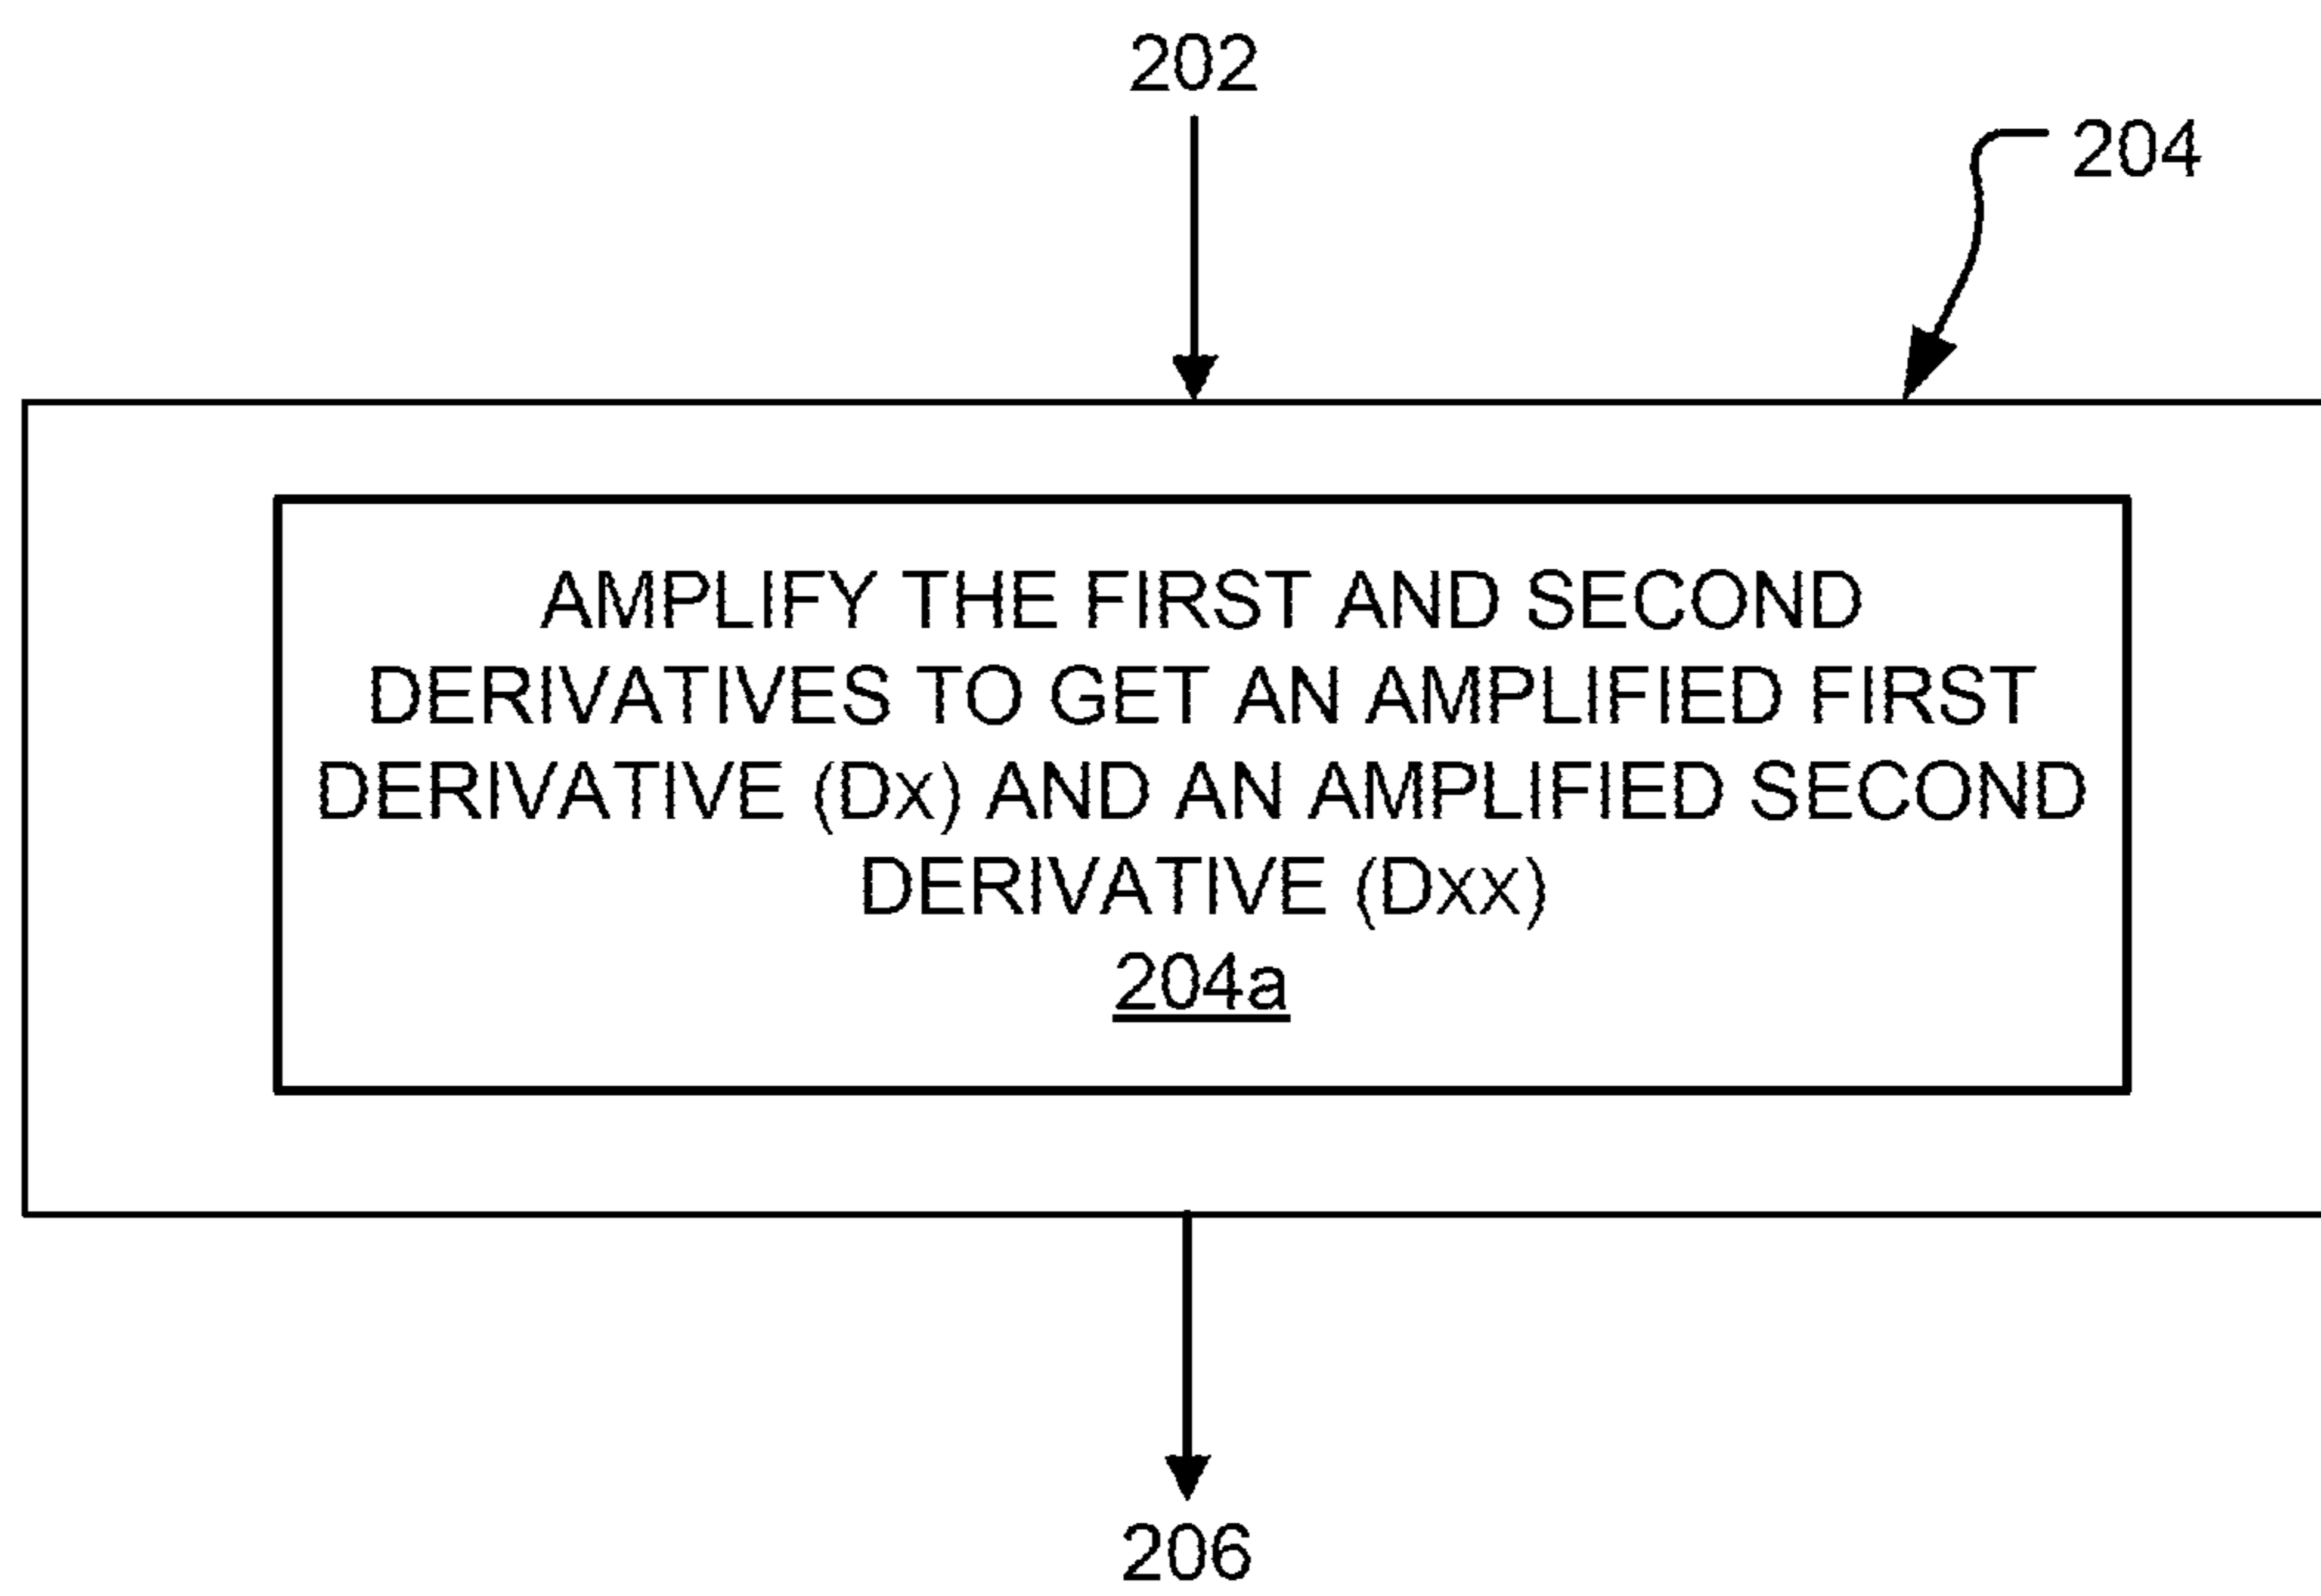 202
204
AMPLIFY THE FIRST AND SECOND
DERIVATIVES TO GET AN AMPLIFIED FIRST
DERIVATIVE (DX) AND AN AMPLIFIED SECOND
DERIVATIVE (DXX)
204a
206